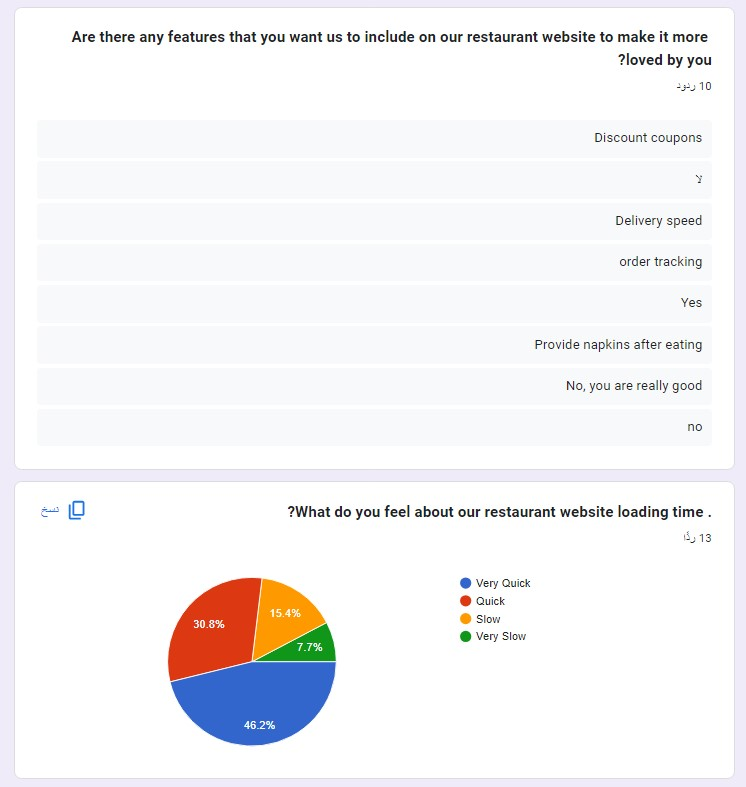 Are there any features that you want us to include on our restaurant website to make it more
?loved by you
10 ردود
Discount coupons
لا
Delivery speed
order tracking
Yes
Provide napkins after eating
No, you are really good
no
نسخ
?What do you feel about our restaurant website loading time .
13 ردًا
Very Quick
Quick
Slow
Very Slow
30.8%
15.4%
7.7%
46.2%